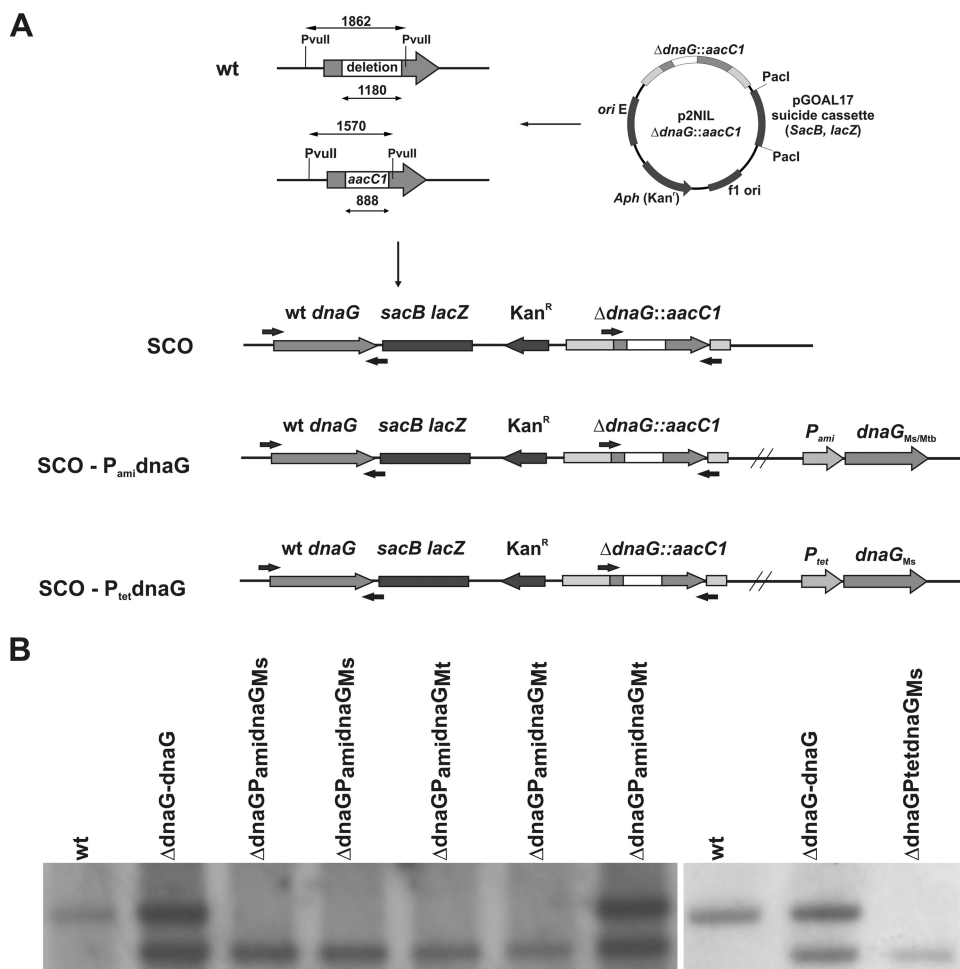 A
wt
1862
PvuII
PvuII
deletion
1180
1570
PvuII
PvuII
aacC1
888
ΔdnaG::aacC1
PacI
ori E
p2NIL
ΔdnaG::aacC1
pGOAL17
suicide cassette
(SacB, lacZ)
PacI
Aph (Kanʳ)
f1 ori
SCO
wt dnaG
sacB lacZ
Kanᴿ
ΔdnaG::aacC1
SCO - PamidnaG
wt dnaG
sacB lacZ
Kanᴿ
ΔdnaG::aacC1
Pami
dnaGMs/Mtb
SCO - PtetdnaG
wt dnaG
sacB lacZ
Kanᴿ
ΔdnaG::aacC1
Ptet
dnaGMs
B
wt
ΔdnaG-dnaG
ΔdnaGPamidnaGMs
ΔdnaGPamidnaGMs
ΔdnaGPamidnaGMt
ΔdnaGPamidnaGMt
ΔdnaGPamidnaGMt
wt
ΔdnaG-dnaG
ΔdnaGPtetdnaGMs